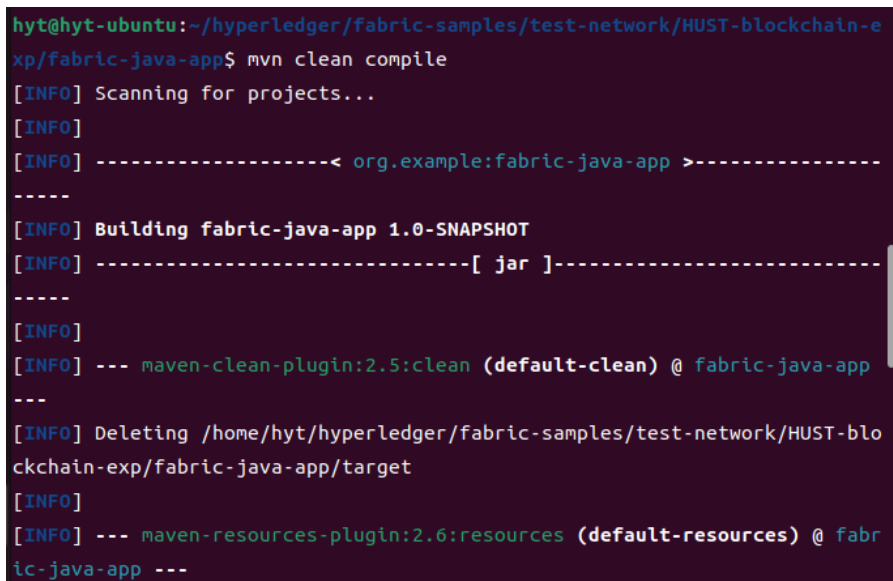 hyt@hyt-ubuntu:~/hyperledger/fabric-samples/test-network/HUST-blockchain-e
xp/fabric-java-app$ mvn clean compile
[INFO] Scanning for projects...
[INFO]
[INFO] --------------------< org.example:fabric-java-app >----------------
-----
[INFO] Building fabric-java-app 1.0-SNAPSHOT
[INFO] --------------------------------[ jar ]----------------------------
-----
[INFO]
[INFO] --- maven-clean-plugin:2.5:clean (default-clean) @ fabric-java-app
---
[INFO] Deleting /home/hyt/hyperledger/fabric-samples/test-network/HUST-blo
ckchain-exp/fabric-java-app/target
[INFO]
[INFO] --- maven-resources-plugin:2.6:resources (default-resources) @ fabr
ic-java-app ---